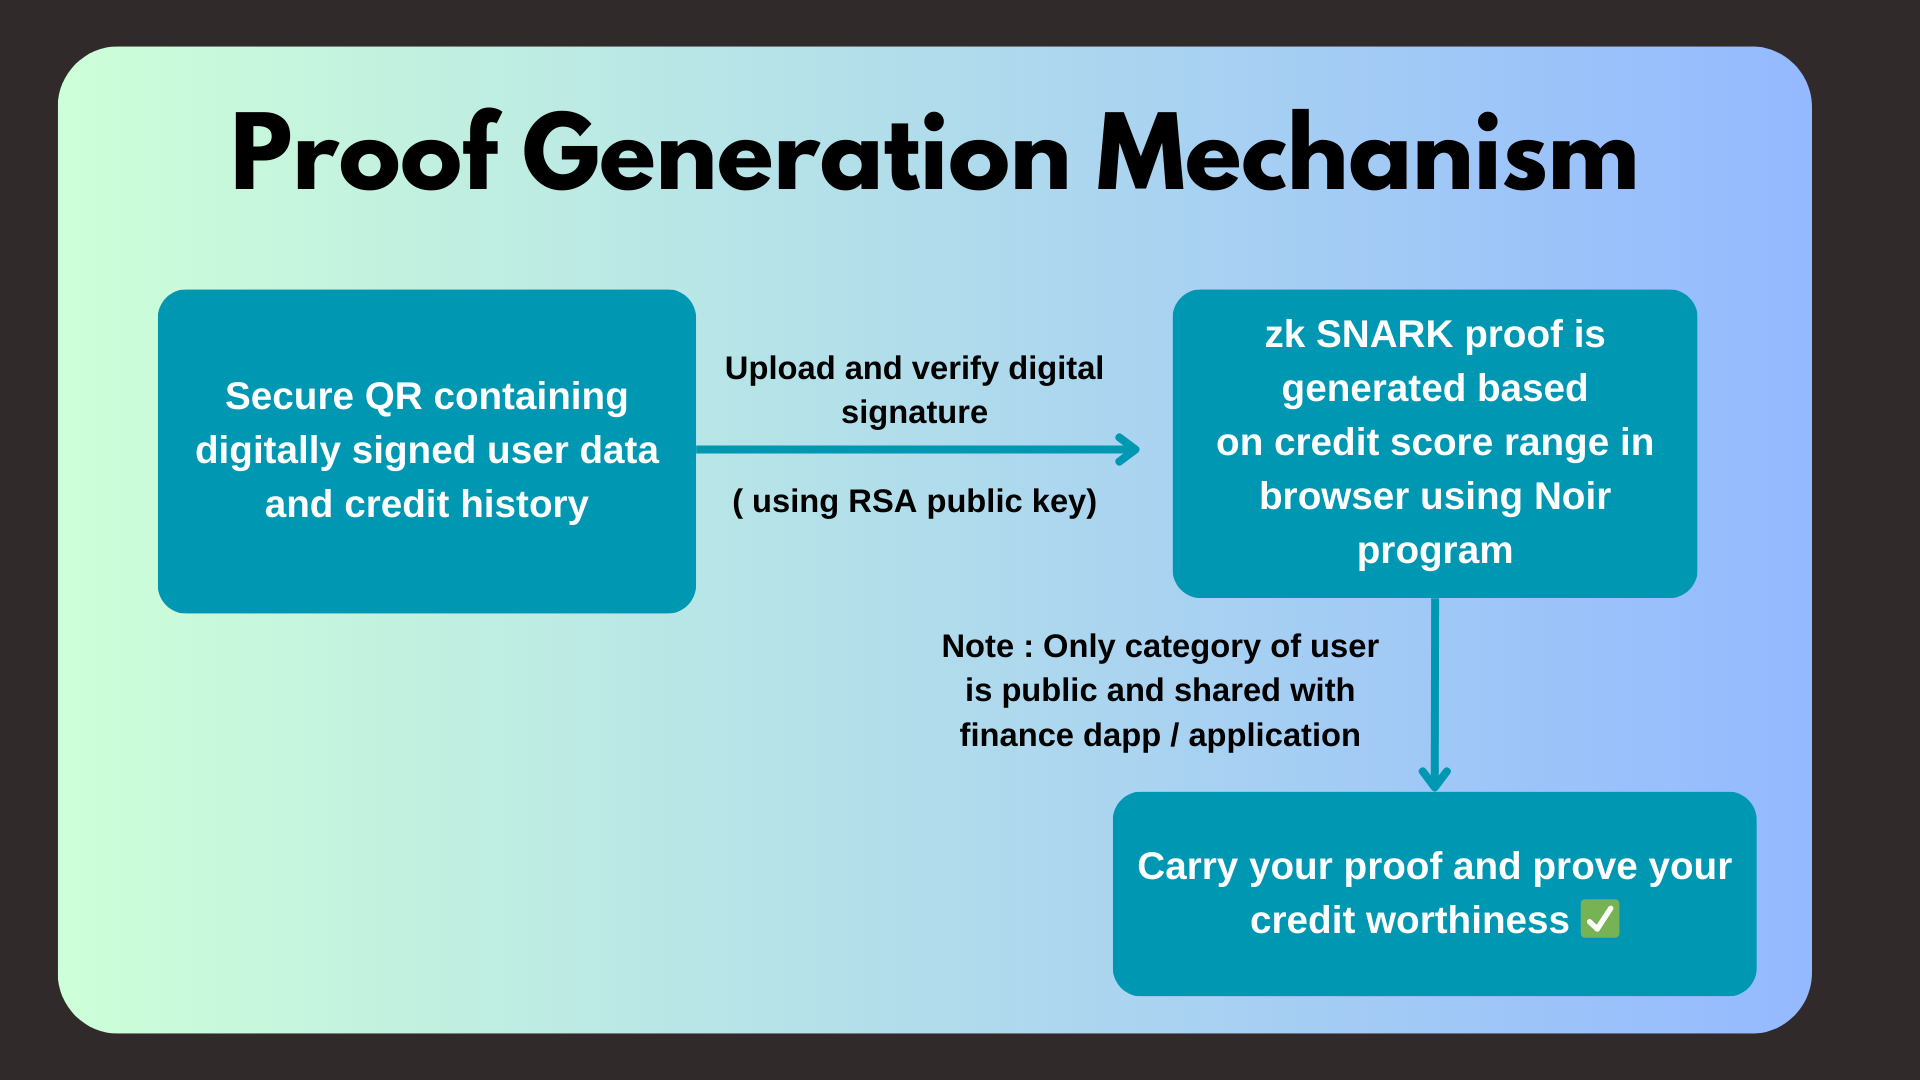 Proof Generation Mechanism
Secure QR containing
digitally signed user data
and credit history
Upload and verify digital
signature
( using RSA public key)
zk SNARK proof is
generated based
on credit score range in
browser using Noir
program
Note : Only category of user
is public and shared with
finance dapp / application
Carry your proof and prove your
credit worthiness ✅